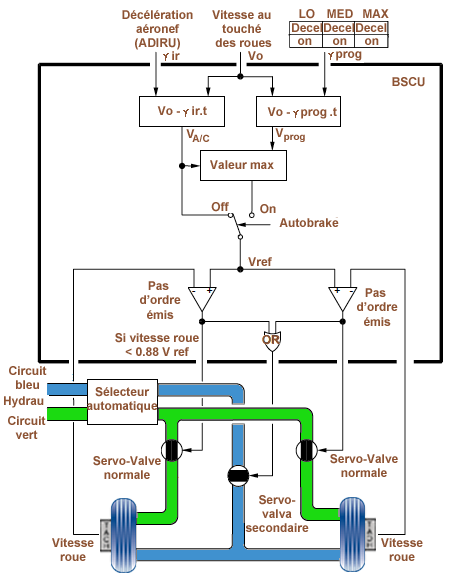 Décélération
aéronef
(ADIRU)
γ ir
Vitesse au
touché
des roues
Vo
LO MED MAX
Decel Decel Decel
on on on
γ prog
BSCU
Vo - γ ir.t
Vo - γ prog .t
VA/C
Vprog
Valeur max
Off
On
Autobrake
Vref
- +
+ -
Pas
d'ordre
émis
Pas
d'ordre
émis
Si vitesse roue
< 0.88 V ref
OR
Circuit
bleu
Hydrau
Circuit
vert
Sélecteur
automatique
Servo-Valve
normale
Servo-Valve
normale
Servo-
valva
secondaire
TACH
TACH
Vitesse
roue
Vitesse
roue